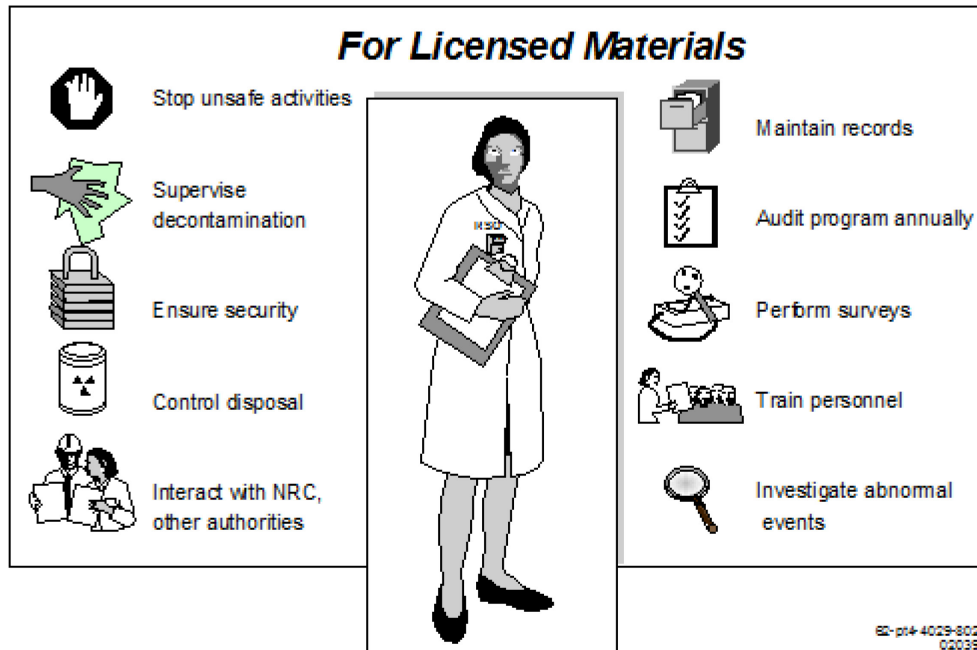 For Licensed Materials
Stop unsafe activities
Supervise
decontamination
Ensure security
Control disposal
Interact with NRC,
other authorities
RSO
Maintain records
Audit program annually
Perform surveys
Train personnel
Investigate abnormal
events